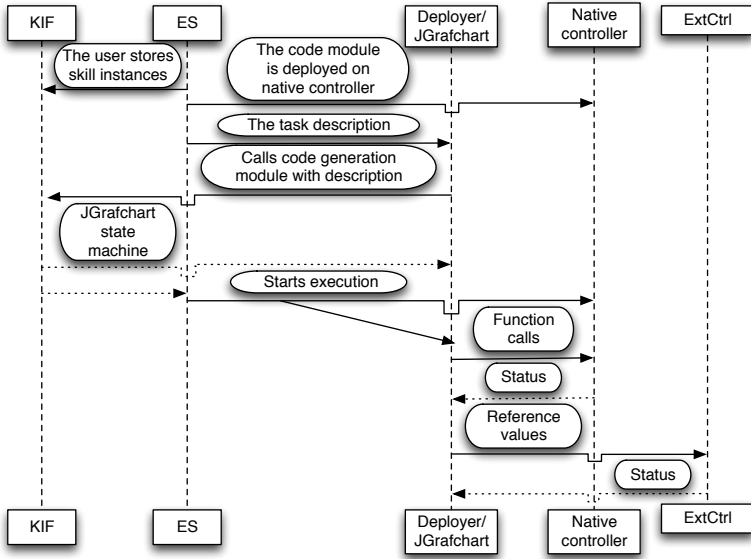 KIF
ES
Deployer/
JGrafchart
Native
controller
ExtCtrl
The user stores
skill instances
The code module
is deployed on
native controller
The task description
Calls code generation
module with description
JGrafchart
state
machine
Starts execution
Function
calls
Status
Reference
values
Status
KIF
ES
Deployer/
JGrafchart
Native
controller
ExtCtrl